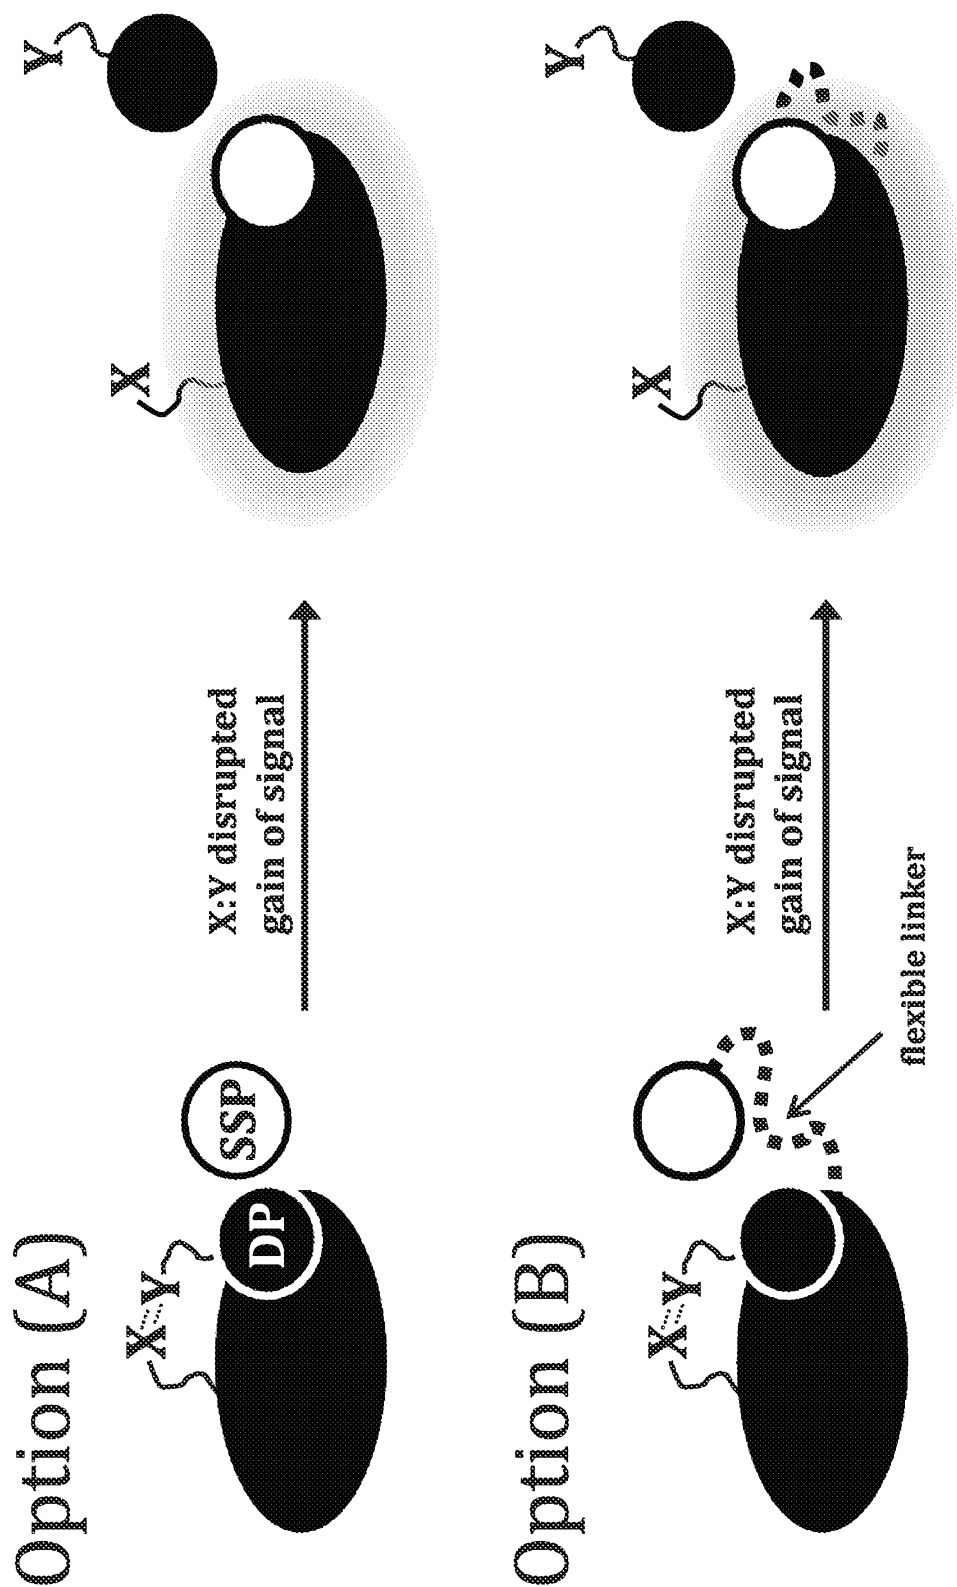 Option (A)
X Y
DP
SSP
X:Y disrupted
gain of signal
X
Y
Option (B)
X Y
X:Y disrupted
gain of signal
flexible linker
X
Y